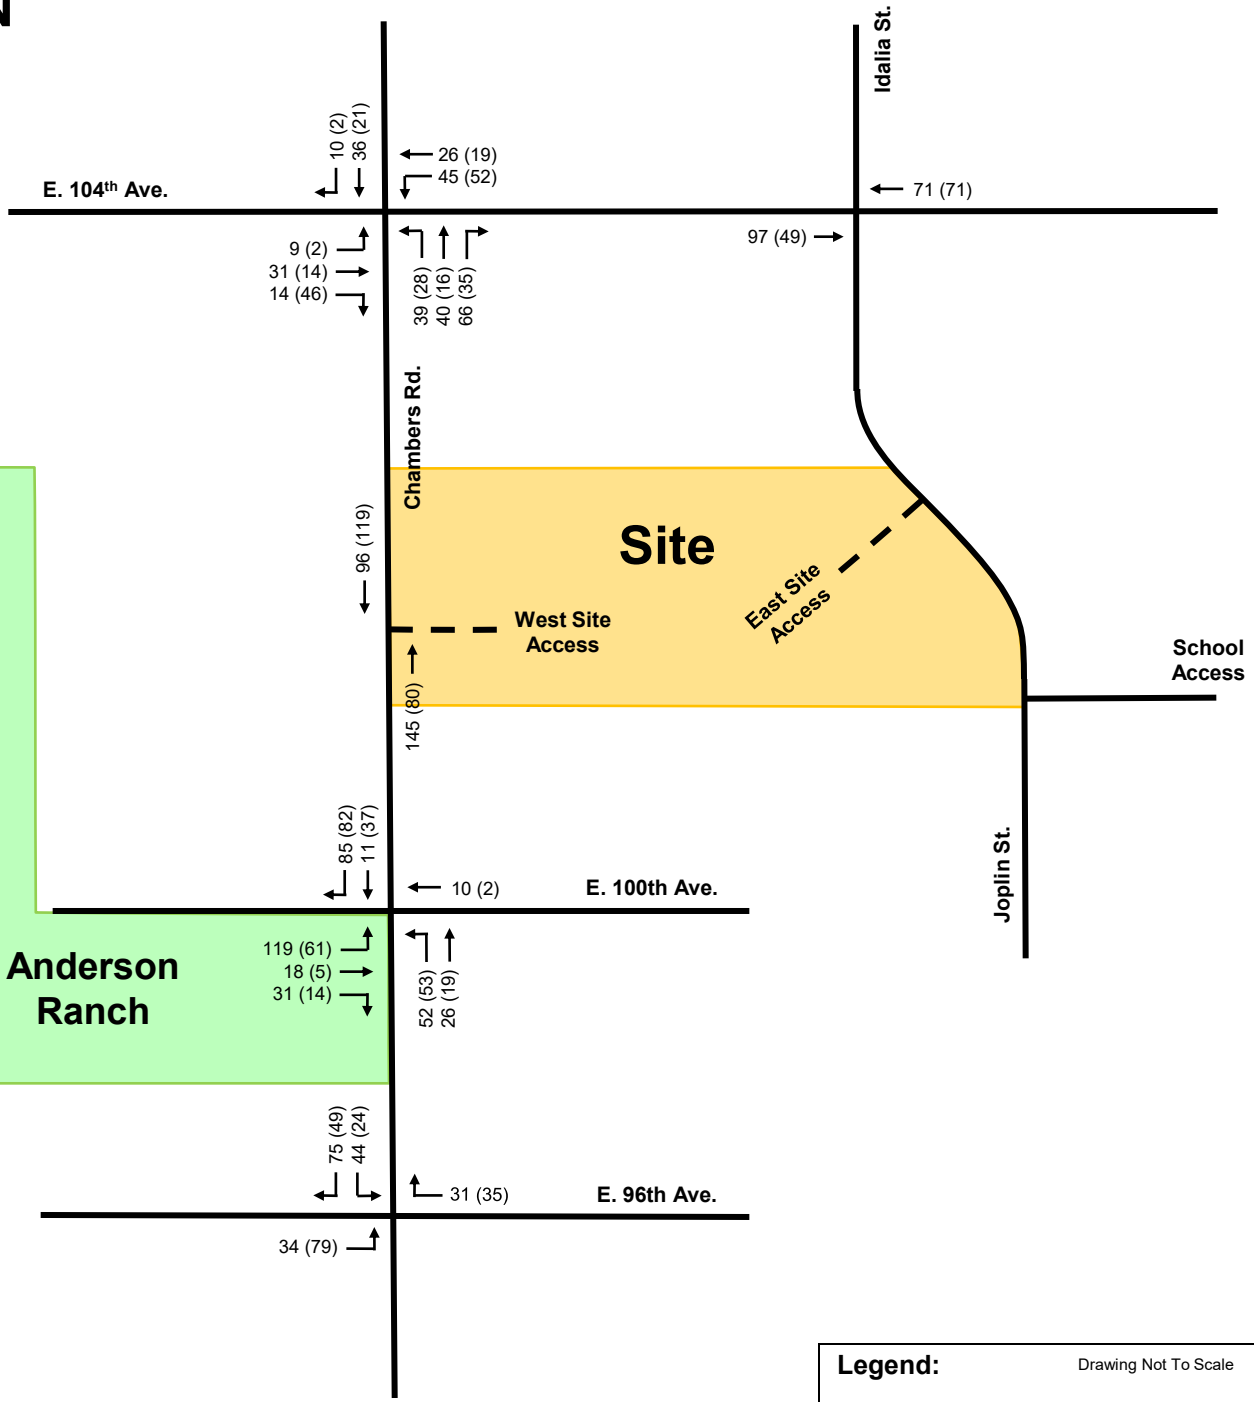 N
Idalia St.
10 (2)
36 (21)
26 (19)
45 (52)
E. 104th Ave.
71 (71)
9 (2)
31 (14)
14 (46)
39 (28)
40 (16)
66 (35)
97 (49)
Chambers Rd.
96 (119)
Site
East Site
Access
West Site
Access
School
Access
145 (80)
85 (82)
11 (37)
10 (2)
E. 100th Ave.
Joplin St.
Anderson
Ranch
119 (61)
18 (5)
31 (14)
52 (53)
26 (19)
75 (49)
44 (24)
31 (35)
E. 96th Ave.
34 (79)
Legend:
Drawing Not To Scale